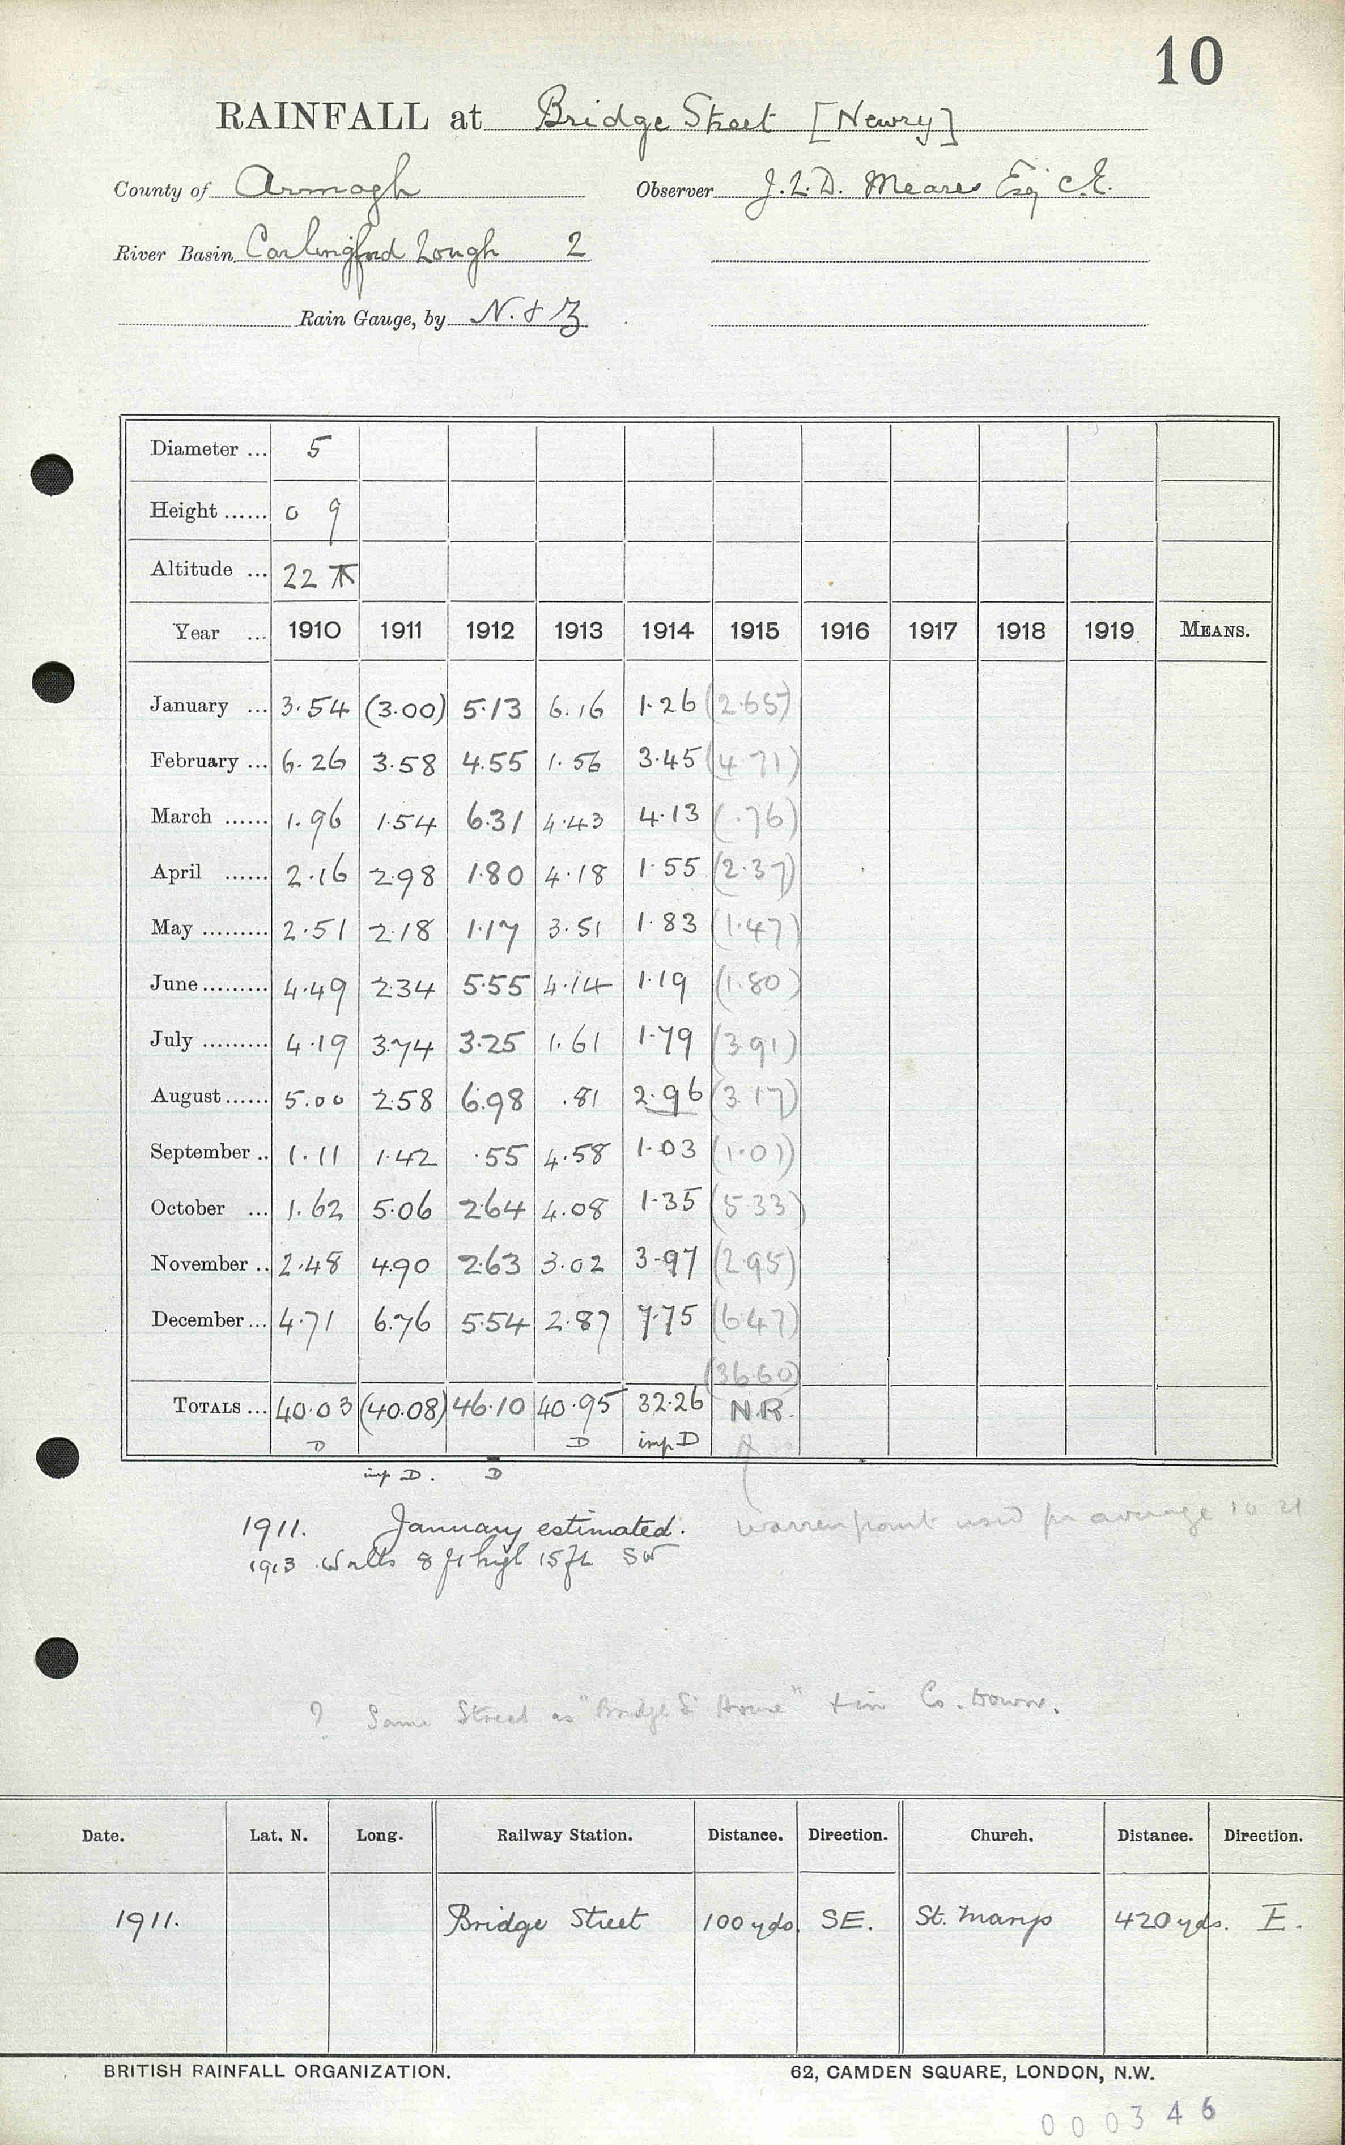 10
RAINFALL at Bridge Street [Newry]
County of Armagh Observer J.L.D. Meares Esq C.E.
River Basin Carlingford Lough 2
Rain Gauge, by N. & Z
Diameter ... 5
Height ...... 0 9
Altitude ... 22
Year ... 1910 1911 1912 1913 1914 1915 1916 1917 1918 1919 MEANS.
January ... 3.54 (3.00) 5.13 6.16 1.26 (2.65)
February ... 6.26 3.58 4.55 1.56 3.45 (4.71)
March ...... 1.96 1.54 6.31 4.43 4.13 (.76)
April ...... 2.16 2.98 1.80 4.18 1.55 (2.37)
May ......... 2.51 2.18 1.17 3.51 1.83 (1.47)
June ......... 4.49 2.34 5.55 4.14 1.19 (1.80)
July ......... 4.19 3.74 3.25 1.61 1.79 (3.91)
August ...... 5.00 2.58 6.98 .81 2.96 (3.17)
September .. 1.11 1.42 .55 4.58 1.03 (1.01)
October ... 1.62 5.06 2.64 4.08 1.35 (5.33)
November .. 2.48 4.90 2.63 3.02 3.97 (2.95)
December ... 4.71 6.76 5.54 2.87 7.75 (6.47)
(36.60)
TOTALS ... 40.03 (40.08) 46.10 40.95 32.26 N.R.
D D imp D
imp D. D
1911. January estimated. Warrenpoint used for average 10 21
1913 Walls 8 ft high 15 ft SW
? Same Street as "Bridge St House" in Co. Down.
Date. Lat. N. Long. Railway Station. Distance. Direction. Church. Distance. Direction.
1911. Bridge Street 100 yds. SE. St. Marys 420 yds. E.
BRITISH RAINFALL ORGANIZATION. 62, CAMDEN SQUARE, LONDON, N.W.
000346